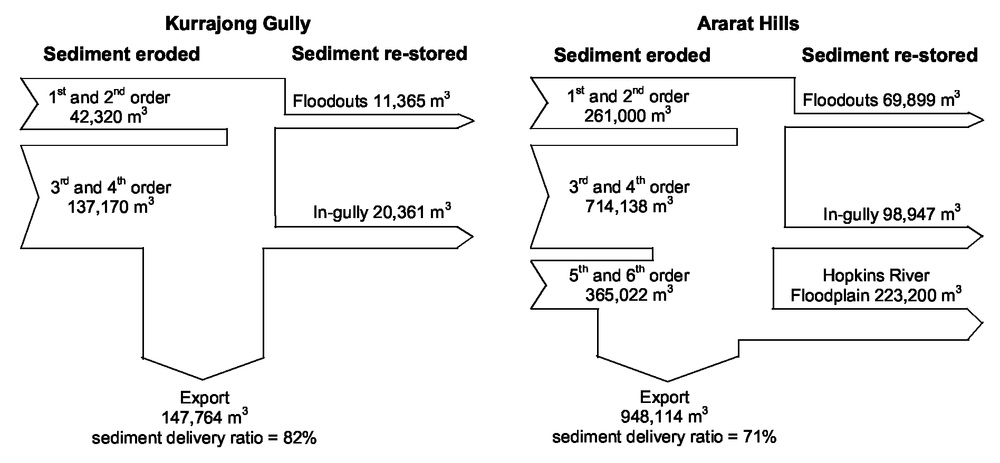 Kurrajong Gully
Sediment eroded
Sediment re-stored
1st and 2nd order
42,320 m³
Floodouts 11,365 m³
3rd and 4th order
137,170 m³
In-gully 20,361 m³
Export
147,764 m³
sediment delivery ratio = 82%
Ararat Hills
Sediment eroded
Sediment re-stored
1st and 2nd order
261,000 m³
Floodouts 69,899 m³
3rd and 4th order
714,138 m³
In-gully 98,947 m³
5th and 6th order
365,022 m³
Hopkins River
Floodplain 223,200 m³
Export
948,114 m³
sediment delivery ratio = 71%